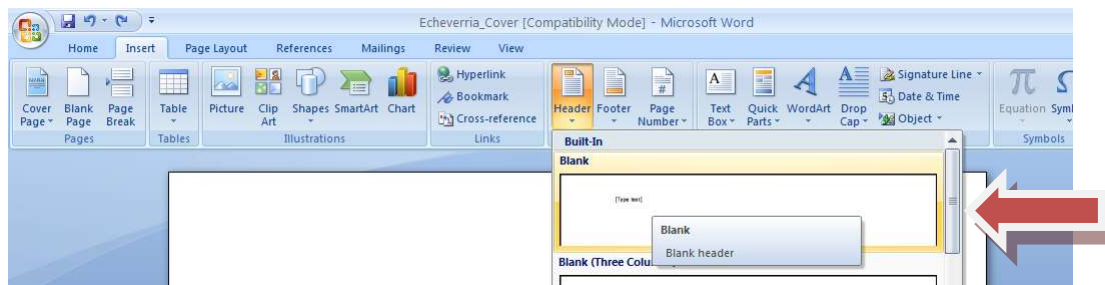 Echeverria_Cover [Compatibility Mode] - Microsoft Word
Home Insert Page Layout References Mailings Review View
Cover Page
Blank Page
Page Break
Pages
Table
Tables
Picture
Clip Art
Shapes
SmartArt
Chart
Illustrations
Hyperlink
Bookmark
Cross-reference
Links
Header
Footer
Page Number
#
Text Box
Quick Parts
WordArt
Drop Cap
Signature Line
Date & Time
Object
π
Equation
Symbols
Built-In
Blank
[Type text]
Blank
Blank header
Blank (Three Colu